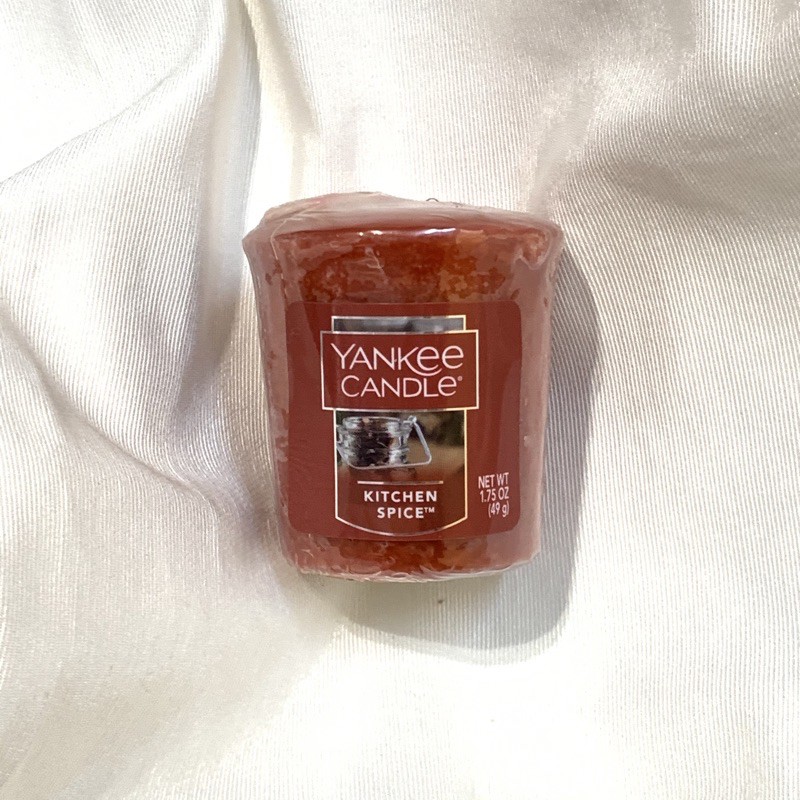 YANKEE
CANDLE®
KITCHEN
SPICE™
NET WT
1.75 OZ
(49 g)